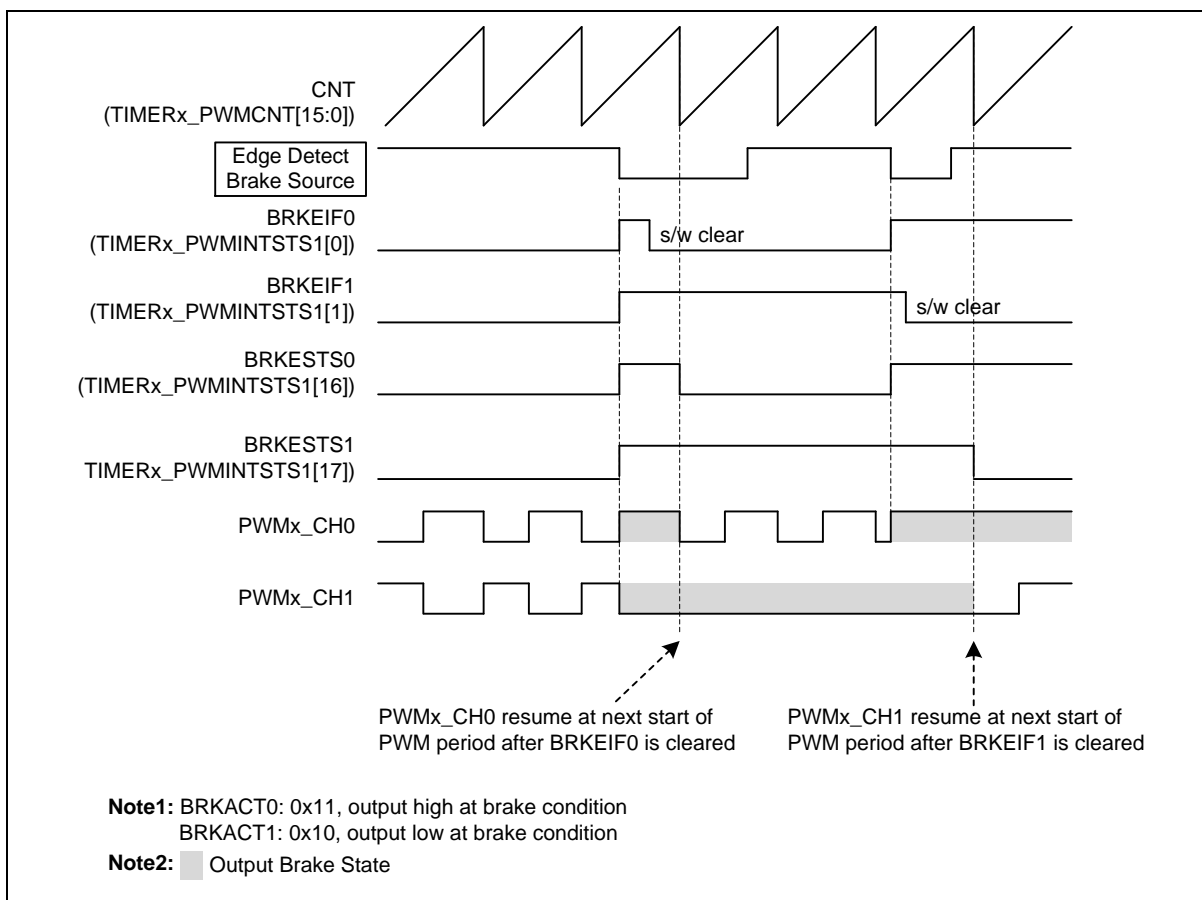 CNT
(TIMERx_PWMCNT[15:0])
Edge Detect
Brake Source
BRKEIF0
(TIMERx_PWMINTSTS1[0])
s/w clear
BRKEIF1
(TIMERx_PWMINTSTS1[1])
s/w clear
BRKESTS0
(TIMERx_PWMINTSTS1[16])
BRKESTS1
TIMERx_PWMINTSTS1[17])
PWMx_CH0
PWMx_CH1
PWMx_CH0 resume at next start of
PWM period after BRKEIF0 is cleared
PWMx_CH1 resume at next start of
PWM period after BRKEIF1 is cleared
Note1: BRKACT0: 0x11, output high at brake condition
BRKACT1: 0x10, output low at brake condition
Note2: Output Brake State